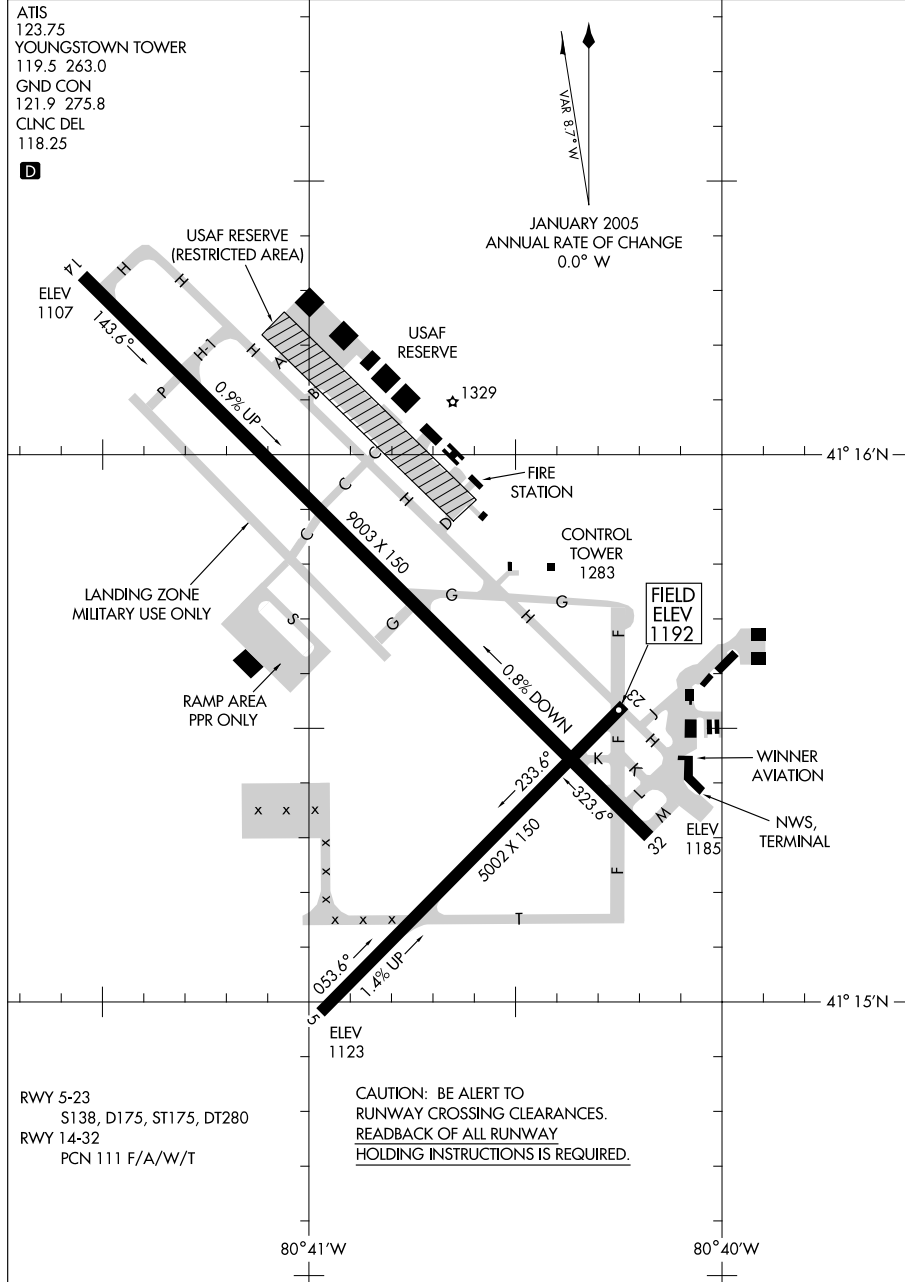 ATIS
123.75
YOUNGSTOWN TOWER
119.5 263.0
GND CON
121.9 275.8
CLNC DEL
118.25
D
VAR 8.7° W
JANUARY 2005
ANNUAL RATE OF CHANGE
0.0° W
USAF RESERVE
(RESTRICTED AREA)
14
H
H
ELEV
1107
143.6°
USAF
RESERVE
H-1
H
A
B
P
0.9% UP
1329
41° 16'N
C
C
H
D
FIRE
STATION
9003 X 150
C
CONTROL
TOWER
1283
LANDING ZONE
MILITARY USE ONLY
FIELD
ELEV
1192
G
G
H
S
G
F
0.8% DOWN
RAMP AREA
PPR ONLY
23
J
F
H
K
K
WINNER
AVIATION
233.6°
323.6°
L
M
NWS,
TERMINAL
x x x
x
ELEV
1185
32
5002 X 150
x
F
x
x x x
T
053.6°
1.4% UP
41° 15'N
5
ELEV
1123
RWY 5-23
S138, D175, ST175, DT280
RWY 14-32
PCN 111 F/A/W/T
CAUTION: BE ALERT TO
RUNWAY CROSSING CLEARANCES.
READBACK OF ALL RUNWAY
HOLDING INSTRUCTIONS IS REQUIRED.
80°41'W
80°40'W